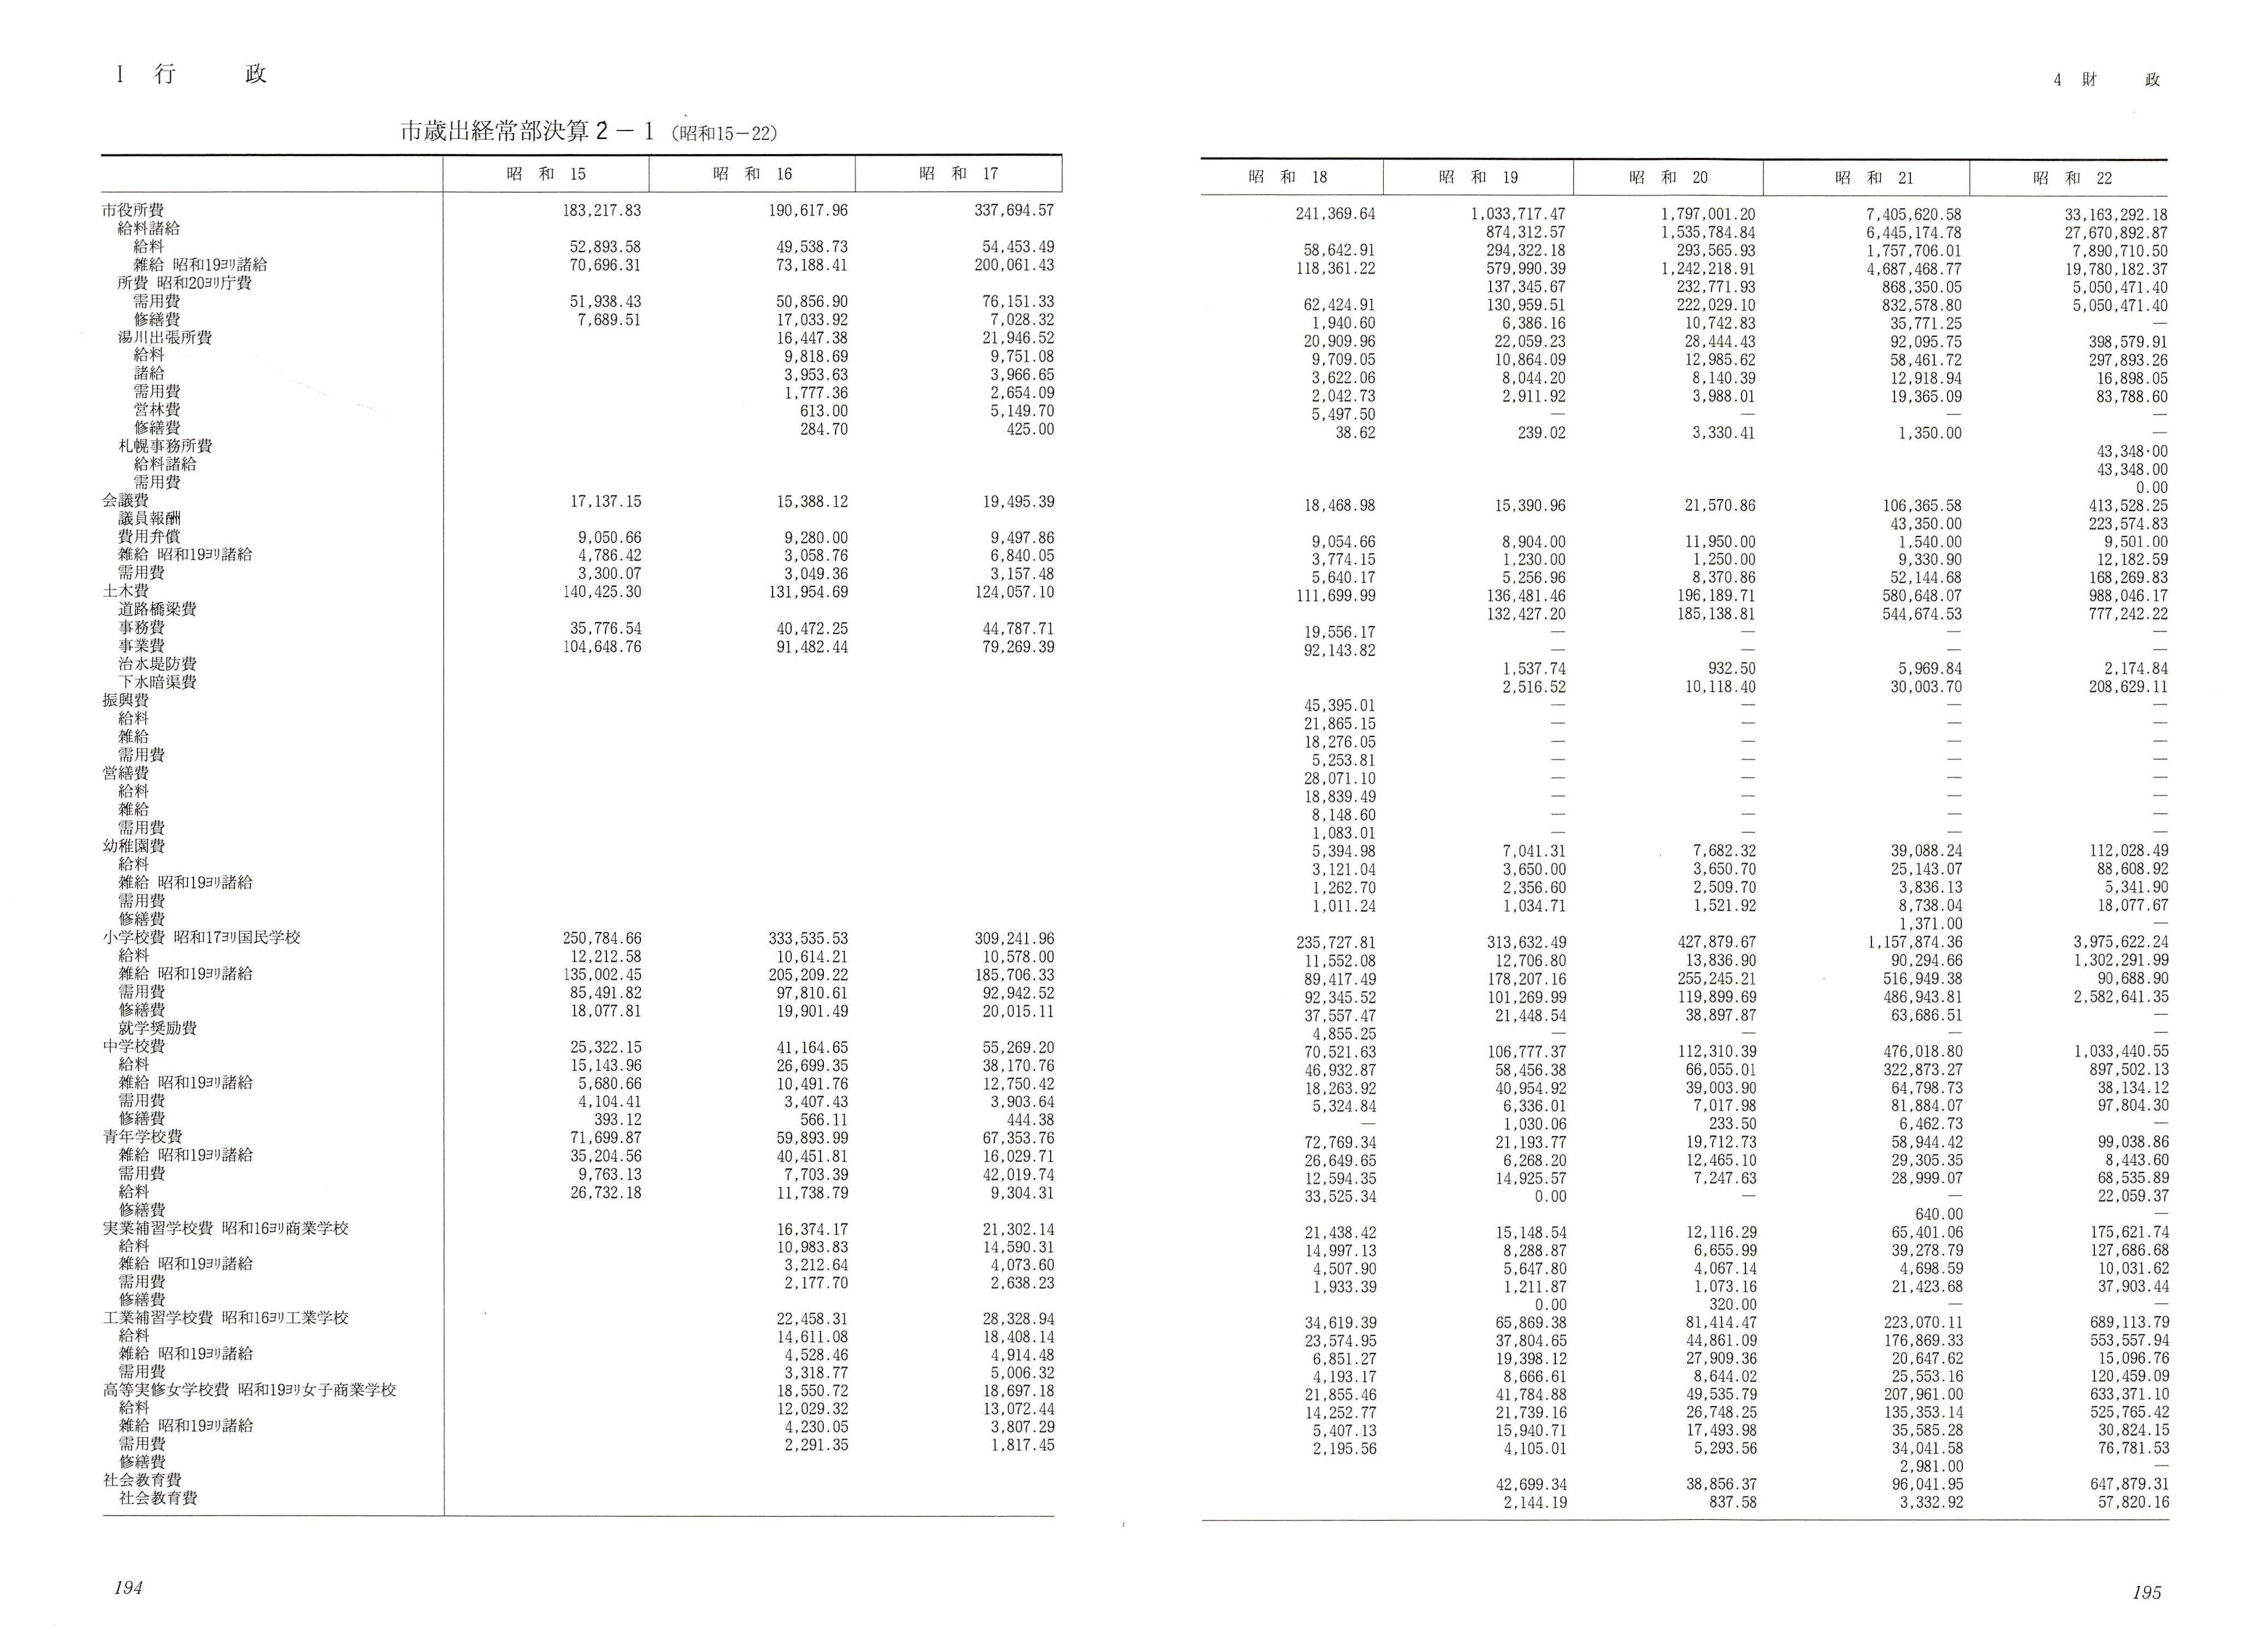 Ⅰ 行 政
4 財 政
市歳出経常部決算2－1（昭和15－22）
昭和15 昭和16 昭和17 昭和18 昭和19 昭和20 昭和21 昭和22
市役所費 183,217.83 190,617.96 337,694.57 241,369.64 1,033,717.47 1,797,001.20 7,405,620.58 33,163,292.18
給料諸給 874,312.57 1,535,784.84 6,445,174.78 27,670,892.87
給料 52,893.58 49,538.73 54,453.49 58,642.91 294,322.18 293,565.93 1,757,706.01 7,890,710.50
雑給 昭和19ヨリ諸給 70,696.31 73,188.41 200,061.43 118,361.22 579,990.39 1,242,218.91 4,687,468.77 19,780,182.37
所費 昭和20ヨリ庁費 137,345.67 232,771.93 868,350.05 5,050,471.40
需用費 51,938.43 50,856.90 76,151.33 62,424.91 130,959.51 222,029.10 832,578.80 5,050,471.40
修繕費 7,689.51 17,033.92 7,028.32 1,940.60 6,386.16 10,742.83 35,771.25 —
湯川出張所費 16,447.38 21,946.52 20,909.96 22,059.23 28,444.43 92,095.75 398,579.91
給料 9,818.69 9,751.08 9,709.05 10,864.09 12,985.62 58,461.72 297,893.26
諸給 3,953.63 3,966.65 3,622.06 8,044.20 8,140.39 12,918.94 16,898.05
需用費 1,777.36 2,654.09 2,042.73 2,911.92 3,988.01 19,365.09 83,788.60
営林費 613.00 5,149.70 5,497.50 — — — —
修繕費 284.70 425.00 38.62 239.02 3,330.41 1,350.00 —
札幌事務所費 43,348·00
給料諸給 43,348.00
需用費 0.00
会議費 17,137.15 15,388.12 19,495.39 18,468.98 15,390.96 21,570.86 106,365.58 413,528.25
議員報酬 43,350.00 223,574.83
費用弁償 9,050.66 9,280.00 9,497.86 9,054.66 8,904.00 11,950.00 1,540.00 9,501.00
雑給 昭和19ヨリ諸給 4,786.42 3,058.76 6,840.05 3,774.15 1,230.00 1,250.00 9,330.90 12,182.59
需用費 3,300.07 3,049.36 3,157.48 5,640.17 5,256.96 8,370.86 52,144.68 168,269.83
土木費 140,425.30 131,954.69 124,057.10 111,699.99 136,481.46 196,189.71 580,648.07 988,046.17
道路橋梁費 132,427.20 185,138.81 544,674.53 777,242.22
事務費 35,776.54 40,472.25 44,787.71 19,556.17 — — — —
事業費 104,648.76 91,482.44 79,269.39 92,143.82 — — — —
治水堤防費 1,537.74 932.50 5,969.84 2,174.84
下水暗渠費 2,516.52 10,118.40 30,003.70 208,629.11
振興費 45,395.01 — — — —
給料 21,865.15 — — — —
雑給 18,276.05 — — — —
需用費 5,253.81 — — — —
営繕費 28,071.10 — — — —
給料 18,839.49 — — — —
雑給 8,148.60 — — — —
需用費 1,083.01 — — — —
幼稚園費 5,394.98 7,041.31 7,682.32 39,088.24 112,028.49
給料 3,121.04 3,650.00 3,650.70 25,143.07 88,608.92
雑給 昭和19ヨリ諸給 1,262.70 2,356.60 2,509.70 3,836.13 5,341.90
需用費 1,011.24 1,034.71 1,521.92 8,738.04 18,077.67
修繕費 1,371.00 —
小学校費 昭和17ヨリ国民学校 250,784.66 333,535.53 309,241.96 235,727.81 313,632.49 427,879.67 1,157,874.36 3,975,622.24
給料 12,212.58 10,614.21 10,578.00 11,552.08 12,706.80 13,836.90 90,294.66 1,302,291.99
雑給 昭和19ヨリ諸給 135,002.45 205,209.22 185,706.33 89,417.49 178,207.16 255,245.21 516,949.38 90,688.90
需用費 85,491.82 97,810.61 92,942.52 92,345.52 101,269.99 119,899.69 486,943.81 2,582,641.35
修繕費 18,077.81 19,901.49 20,015.11 37,557.47 21,448.54 38,897.87 63,686.51 —
就学奨励費 4,855.25 — — — —
中学校費 25,322.15 41,164.65 55,269.20 70,521.63 106,777.37 112,310.39 476,018.80 1,033,440.55
給料 15,143.96 26,699.35 38,170.76 46,932.87 58,456.38 66,055.01 322,873.27 897,502.13
雑給 昭和19ヨリ諸給 5,680.66 10,491.76 12,750.42 18,263.92 40,954.92 39,003.90 64,798.73 38,134.12
需用費 4,104.41 3,407.43 3,903.64 5,324.84 6,336.01 7,017.98 81,884.07 97,804.30
修繕費 393.12 566.11 444.38 — 1,030.06 233.50 6,462.73 —
青年学校費 71,699.87 59,893.99 67,353.76 72,769.34 21,193.77 19,712.73 58,944.42 99,038.86
雑給 昭和19ヨリ諸給 35,204.56 40,451.81 16,029.71 26,649.65 6,268.20 12,465.10 29,305.35 8,443.60
需用費 9,763.13 7,703.39 42,019.74 12,594.35 14,925.57 7,247.63 28,999.07 68,535.89
給料 26,732.18 11,738.79 9,304.31 33,525.34 0.00 — — 22,059.37
修繕費 640.00 —
実業補習学校費 昭和16ヨリ商業学校 16,374.17 21,302.14 21,438.42 15,148.54 12,116.29 65,401.06 175,621.74
給料 10,983.83 14,590.31 14,997.13 8,288.87 6,655.99 39,278.79 127,686.68
雑給 昭和19ヨリ諸給 3,212.64 4,073.60 4,507.90 5,647.80 4,067.14 4,698.59 10,031.62
需用費 2,177.70 2,638.23 1,933.39 1,211.87 1,073.16 21,423.68 37,903.44
修繕費 0.00 320.00 — —
工業補習学校費 昭和16ヨリ工業学校 22,458.31 28,328.94 34,619.39 65,869.38 81,414.47 223,070.11 689,113.79
給料 14,611.08 18,408.14 23,574.95 37,804.65 44,861.09 176,869.33 553,557.94
雑給 昭和19ヨリ諸給 4,528.46 4,914.48 6,851.27 19,398.12 27,909.36 20,647.62 15,096.76
需用費 3,318.77 5,006.32 4,193.17 8,666.61 8,644.02 25,553.16 120,459.09
高等実修女学校費 昭和19ヨリ女子商業学校 18,550.72 18,697.18 21,855.46 41,784.88 49,535.79 207,961.00 633,371.10
給料 12,029.32 13,072.44 14,252.77 21,739.16 26,748.25 135,353.14 525,765.42
雑給 昭和19ヨリ諸給 4,230.05 3,807.29 5,407.13 15,940.71 17,493.98 35,585.28 30,824.15
需用費 2,291.35 1,817.45 2,195.56 4,105.01 5,293.56 34,041.58 76,781.53
修繕費 2,981.00 —
社会教育費 42,699.34 38,856.37 96,041.95 647,879.31
社会教育費 2,144.19 837.58 3,332.92 57,820.16
194
195